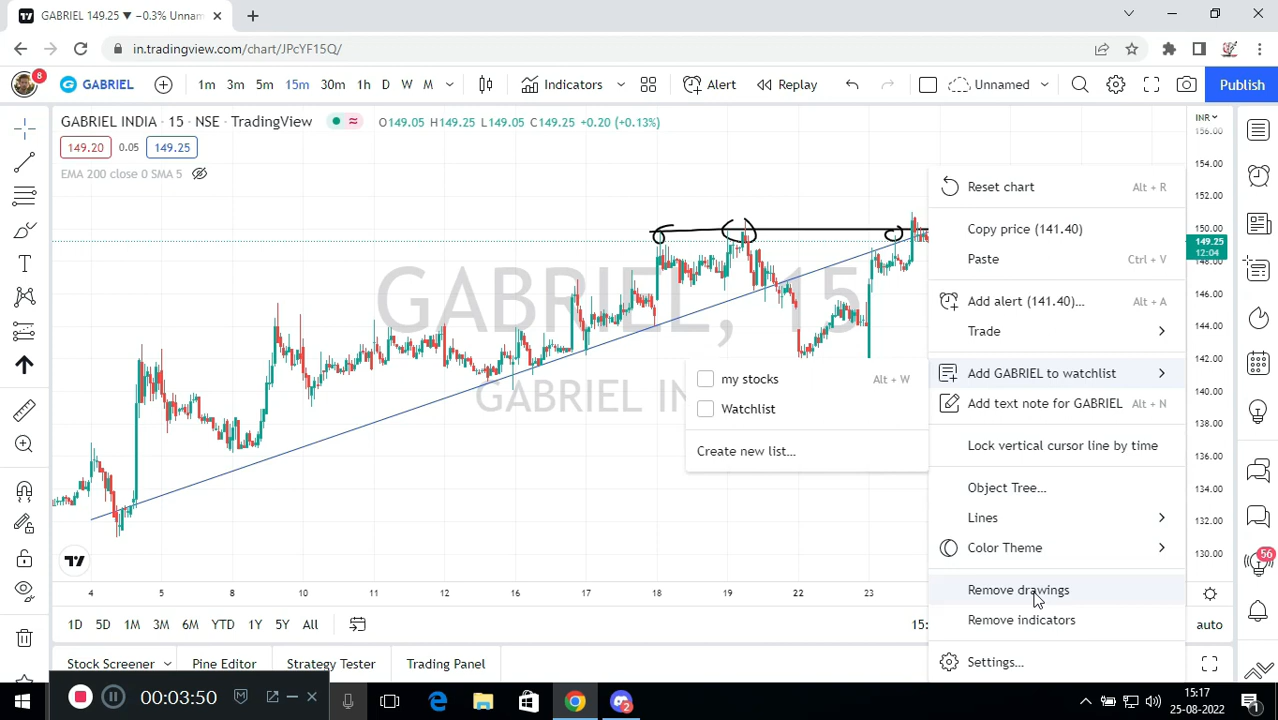 GABRIEL 149.25 ▼ −0.3% Unnam
in.tradingview.com/chart/JPcYF15Q/
8
GABRIEL
1m 3m 5m 15m 30m 1h D W M
Indicators
Alert
Replay
Unnamed
Publish
GABRIEL INDIA · 15 · NSE · TradingView
O149.05 H149.25 L149.05 C149.25 +0.20 (+0.13%)
149.20 0.05 149.25
EMA 200 close 0 SMA 5
GABRIEL, 15
GABRIEL IN
INR
156.00
154.00
152.00
150.00
149.25
12:04
148.00
146.00
144.00
142.00
140.00
138.00
136.00
134.00
132.00
130.00
Reset chart Alt + R
Copy price (141.40)
Paste Ctrl + V
Add alert (141.40)... Alt + A
Trade
Add GABRIEL to watchlist
Add text note for GABRIEL Alt + N
Lock vertical cursor line by time
Object Tree...
Lines
Color Theme
Remove drawings
Remove indicators
Settings...
my stocks Alt + W
Watchlist
Create new list...
56
4 5 8 9 10 11 12 16 17 18 19 22 23
1D 5D 1M 3M 6M YTD 1Y 5Y All
15:
auto
Stock Screener Pine Editor Strategy Tester Trading Panel
00:03:50
2
15:17
25-08-2022
1